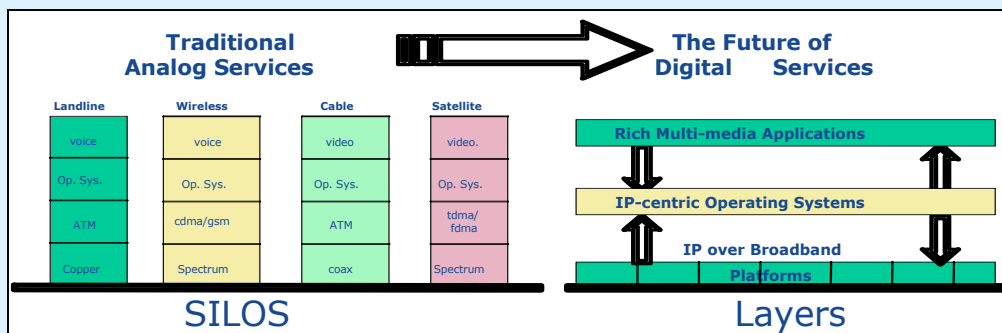 Traditional
Analog Services
The Future of
Digital Services
Landline
voice
Op. Sys.
ATM
Copper
Wireless
voice
Op. Sys.
cdma/gsm
Spectrum
Cable
video
Op. Sys.
ATM
coax
Satellite
video.
Op. Sys.
tdma/
fdma
Spectrum
SILOS
Rich Multi-media Applications
IP-centric Operating Systems
IP over Broadband
Platforms
Layers